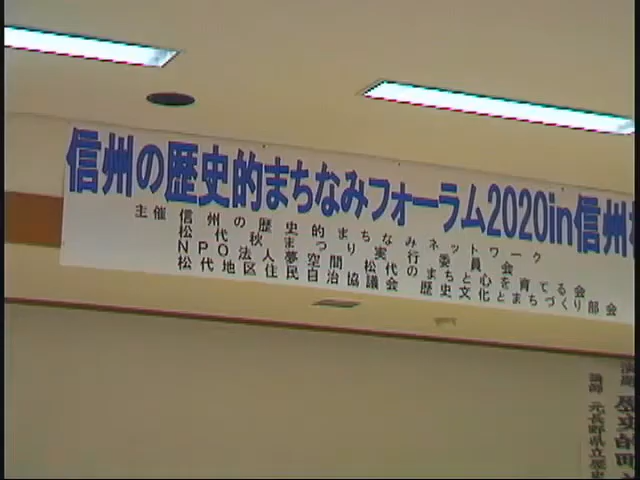 信州の歴史的まちなみフォーラム2020in信州
主催 信州の歴史的まちなみネットワーク
松代秋まつり実行委員会
NPO法人夢空間 松代のまちと心を育てる会
松代地区住民自治協議会 歴史文化とまちづくり部会